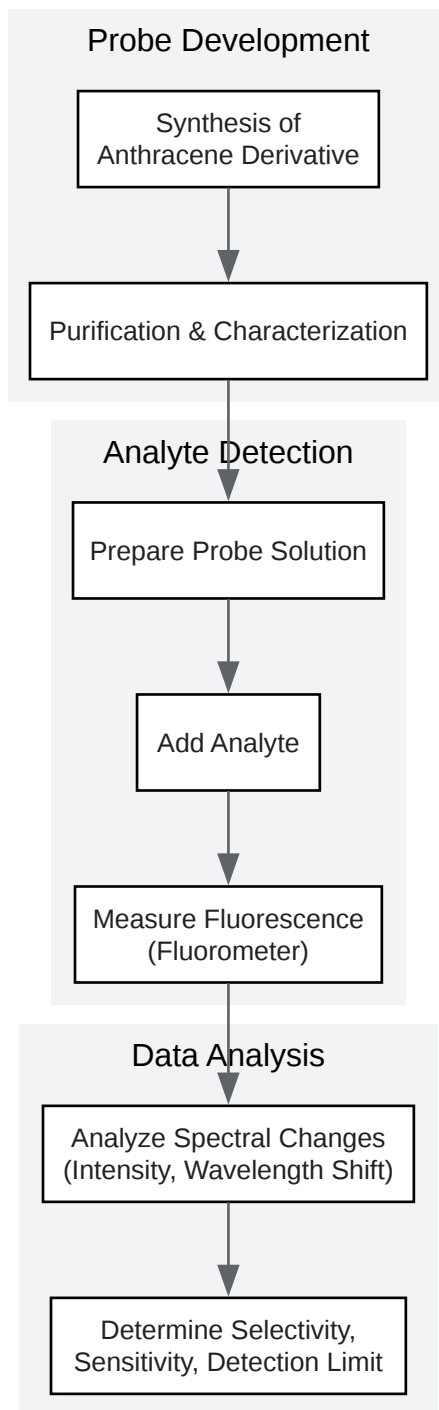 Probe Development
Synthesis of
Anthracene Derivative
Purification & Characterization
Analyte Detection
Prepare Probe Solution
Add Analyte
Measure Fluorescence
(Fluorometer)
Data Analysis
Analyze Spectral Changes
(Intensity, Wavelength Shift)
Determine Selectivity,
Sensitivity, Detection Limit